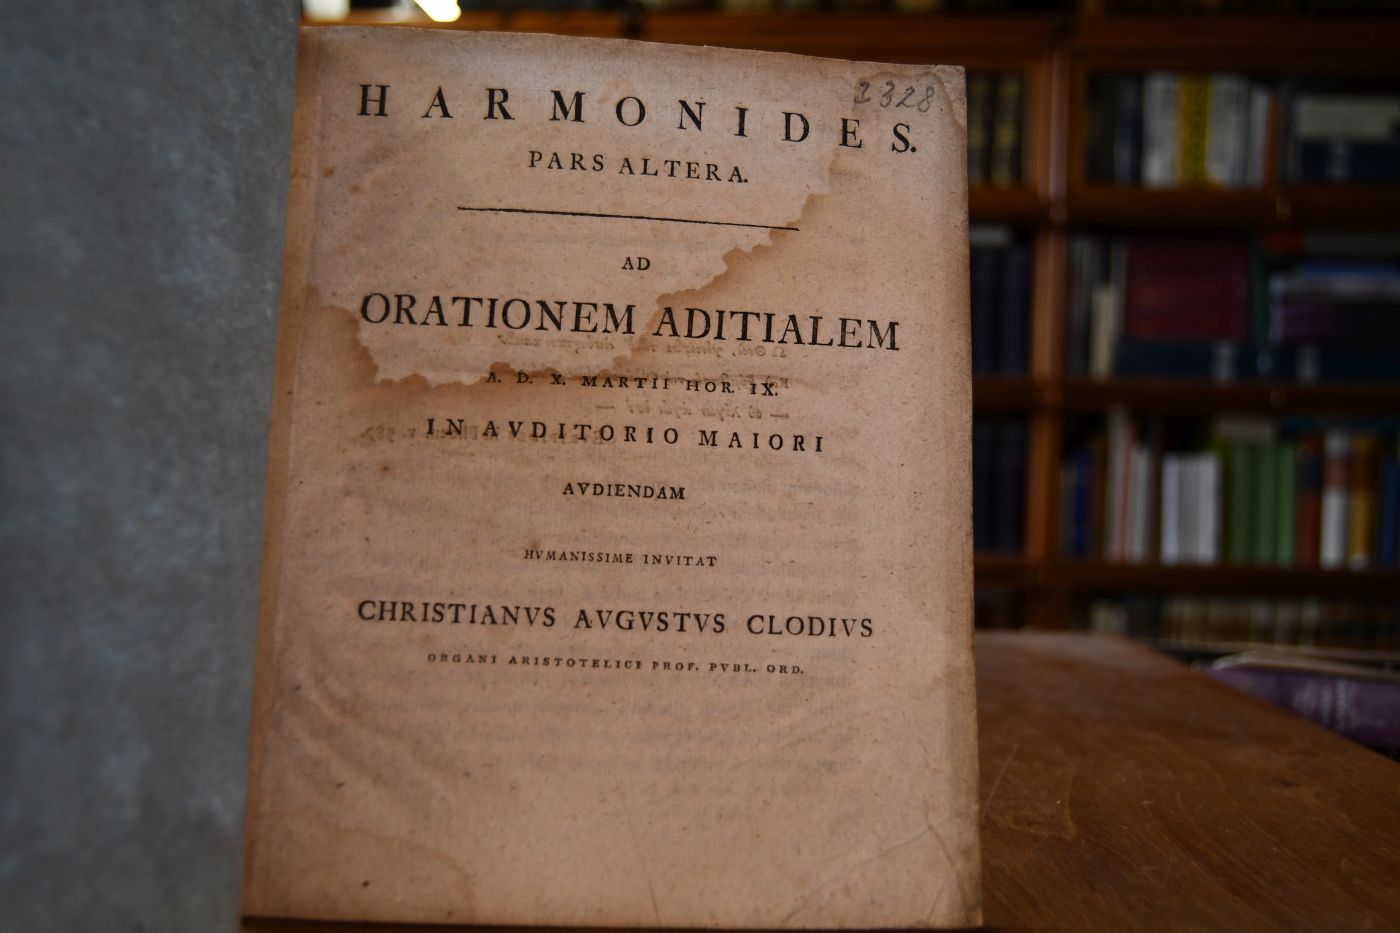 2328
HARMONIDES.
PARS ALTERA.
AD
ORATIONEM ADITIALEM
A. D. X. MARTII HOR. IX.
IN AVDITORIO MAIORI
AVDIENDAM
HVMANISSIME INVITAT
CHRISTIANVS AVGVSTVS CLODIVS
ORGANI ARISTOTELICI PROF. PVBL. ORD.